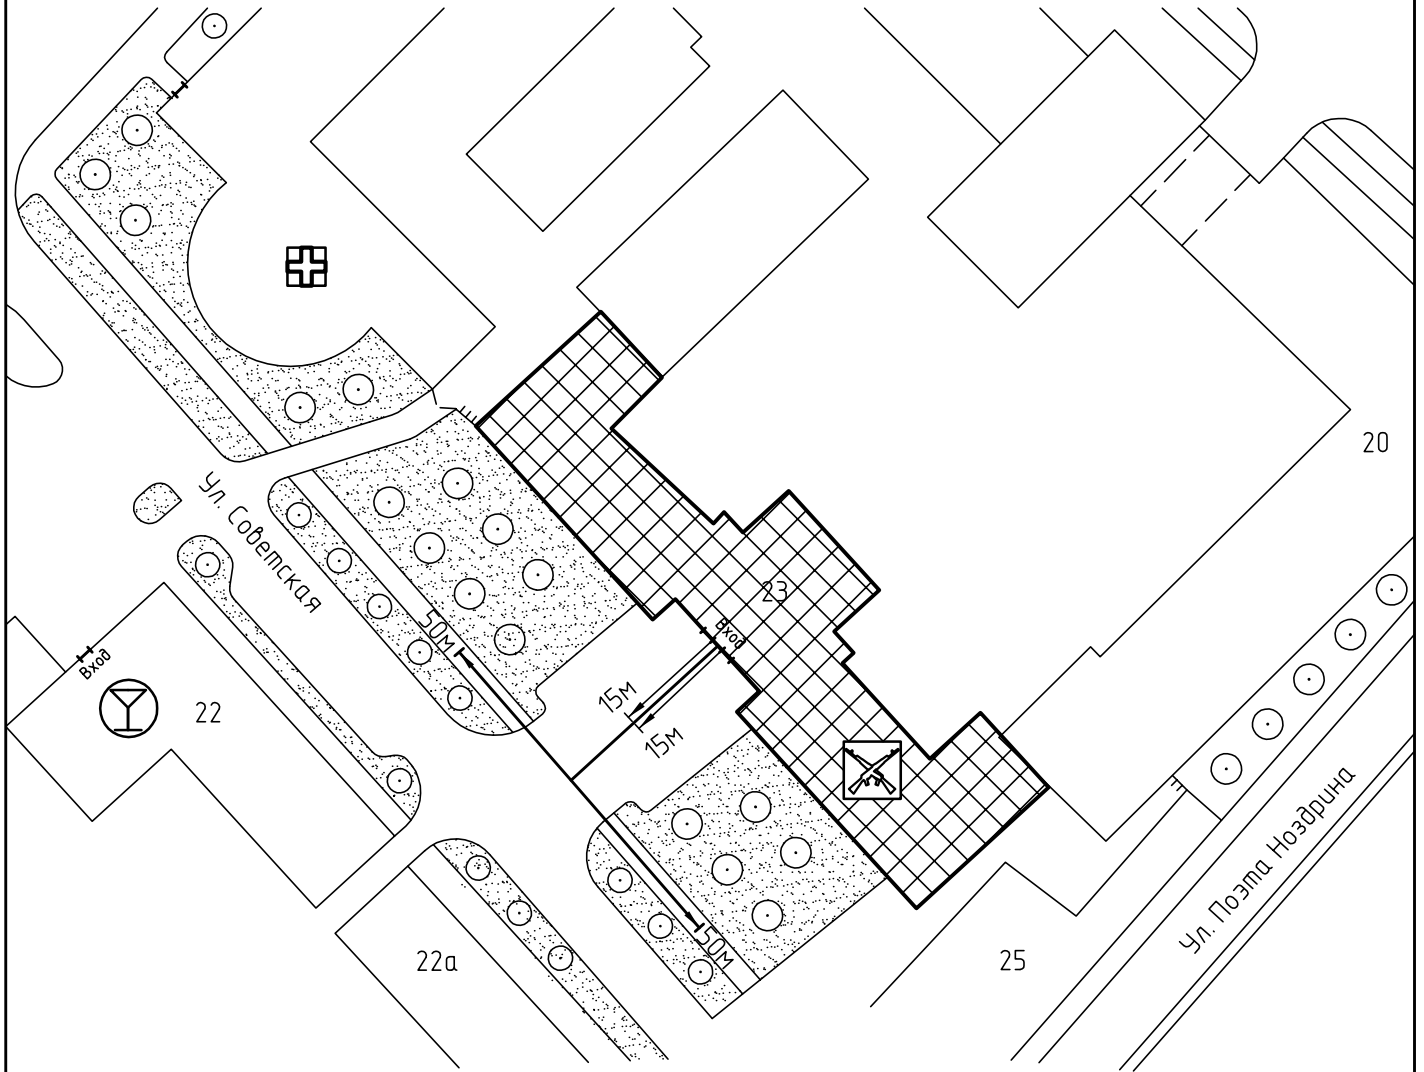 20
Ул. Советская
23
50м
Вход
Вход
15м
15м
22
Ул. Поэта Ноздрина
50м
22а
25